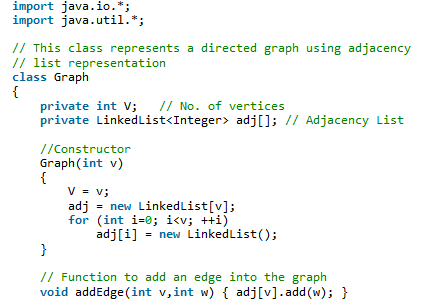 import java.io.*;
import java.util.*;
// This class represents a directed graph using adjacency
// list representation
class Graph
{
    private int V;   // No. of vertices
    private LinkedList<Integer> adj[]; // Adjacency List
    //Constructor
    Graph(int v)
    {
        V = v;
        adj = new LinkedList[v];
        for (int i=0; i<v; ++i)
            adj[i] = new LinkedList();
    }
    // Function to add an edge into the graph
    void addEdge(int v,int w) { adj[v].add(w); }